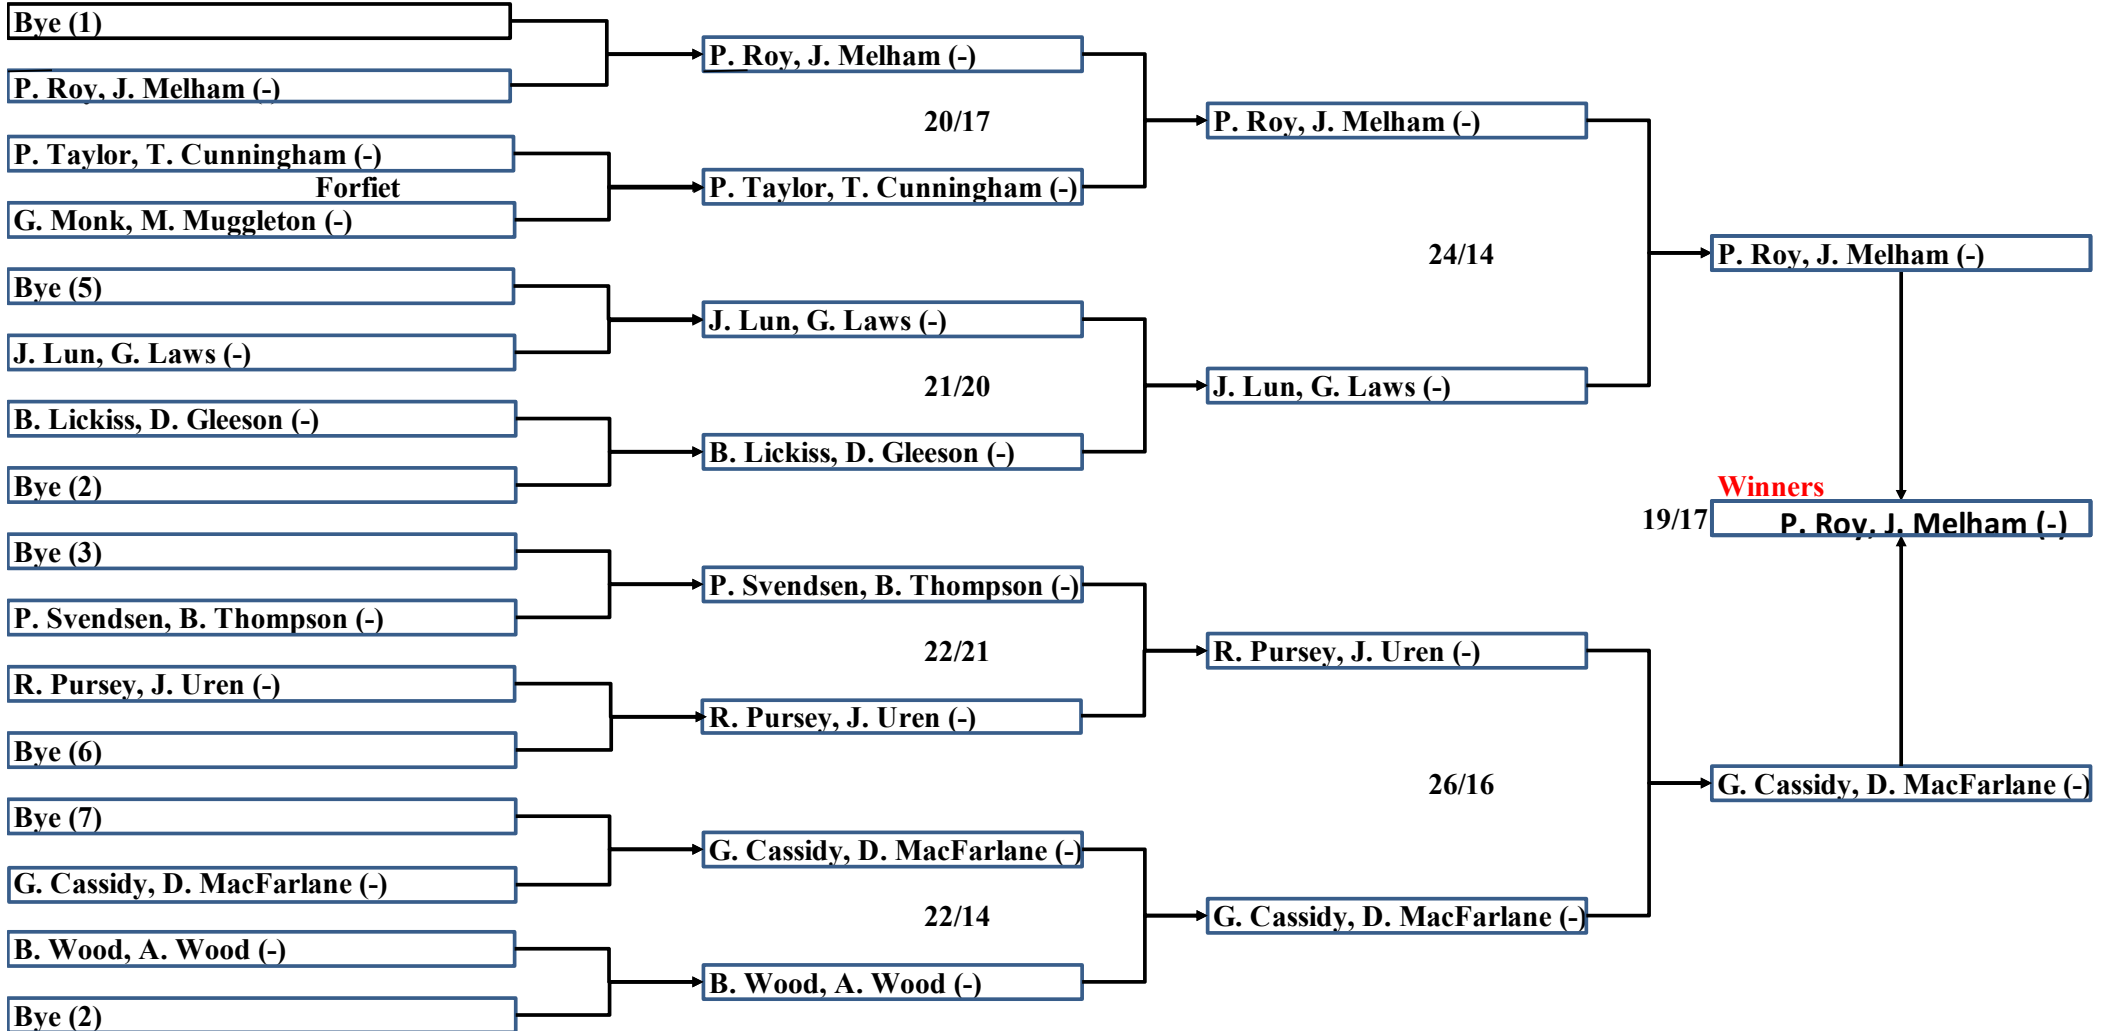 Bye (1)
P. Roy, J. Melham (-)
P. Taylor, T. Cunningham (-)
Forfiet
G. Monk, M. Muggleton (-)
Bye (5)
J. Lun, G. Laws (-)
B. Lickiss, D. Gleeson (-)
Bye (2)
Bye (3)
P. Svendsen, B. Thompson (-)
R. Pursey, J. Uren (-)
Bye (6)
Bye (7)
G. Cassidy, D. MacFarlane (-)
B. Wood, A. Wood (-)
Bye (2)
P. Roy, J. Melham (-)
20/17
P. Taylor, T. Cunningham (-)
J. Lun, G. Laws (-)
21/20
B. Lickiss, D. Gleeson (-)
P. Svendsen, B. Thompson (-)
22/21
R. Pursey, J. Uren (-)
G. Cassidy, D. MacFarlane (-)
22/14
B. Wood, A. Wood (-)
P. Roy, J. Melham (-)
24/14
J. Lun, G. Laws (-)
R. Pursey, J. Uren (-)
26/16
G. Cassidy, D. MacFarlane (-)
P. Roy, J. Melham (-)
Winners
19/17 P. Roy, J. Melham (-)
G. Cassidy, D. MacFarlane (-)